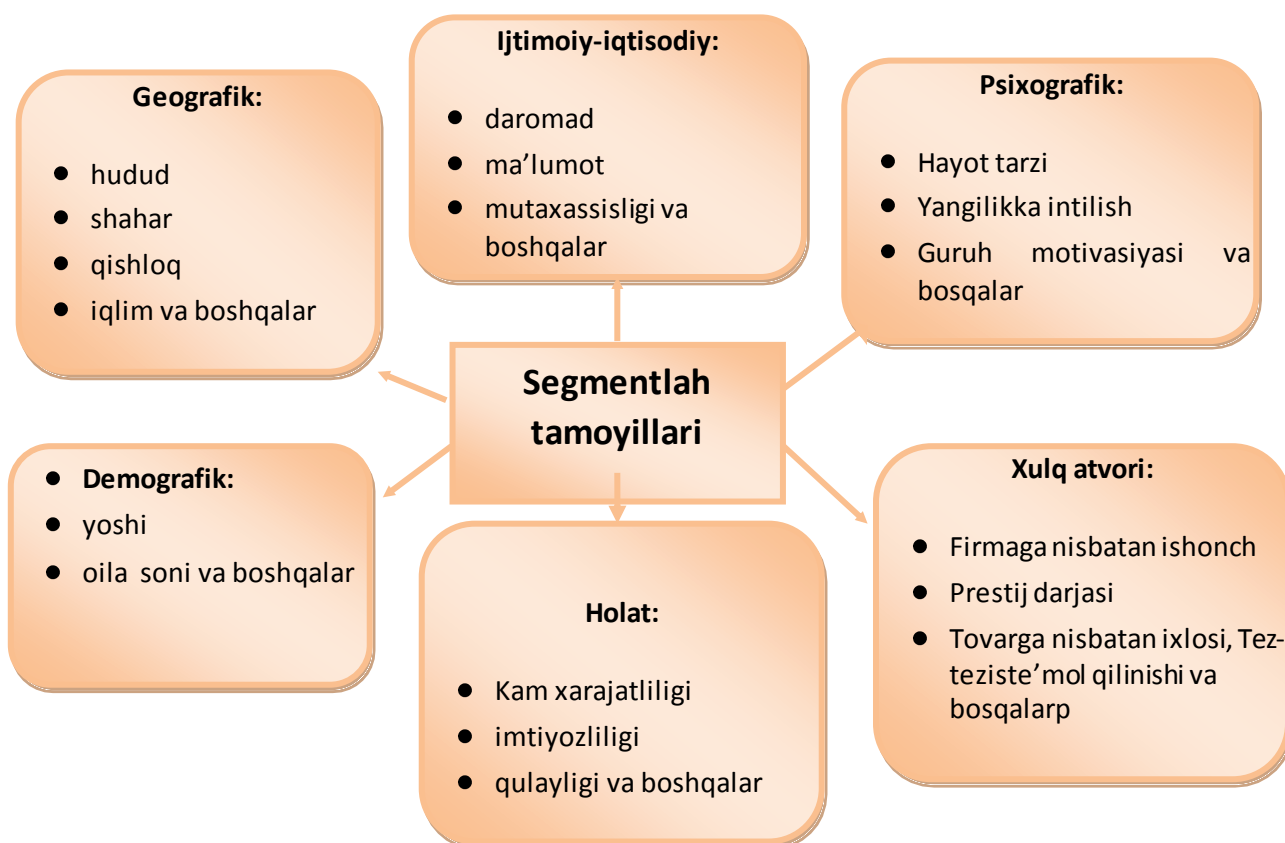 Ijtimoiy-iqtisodiy:
daromad
ma’lumot
mutaxassisligi va
boshqalar
Geografik:
hudud
shahar
qishloq
iqlim va boshqalar
Psixografik:
Hayot tarzi
Yangilikka intilish
Guruh motivasiyasi va
bosqalar
Segmentlah
tamoyillari
Demografik:
yoshi
oila soni va boshqalar
Holat:
Kam xarajatliligi
imtiyozliligi
qulayligi va boshqalar
Xulq atvori:
Firmaga nisbatan ishonch
Prestij darjasi
Tovarga nisbatan ixlosi, Tez-
teziste’mol qilinishi va
bosqalarp